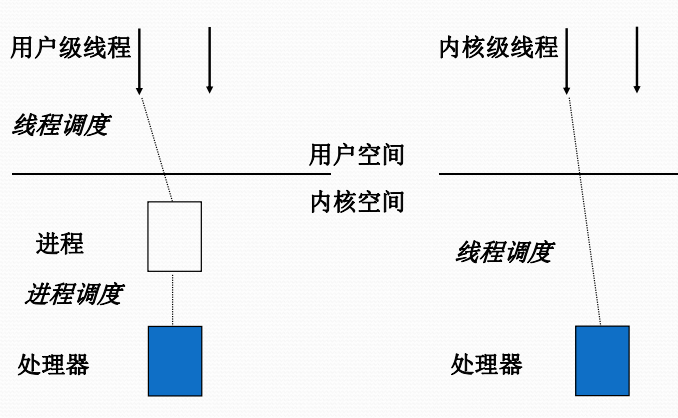 用户级线程
线程调度
用户空间
内核空间
进程
进程调度
处理器
内核级线程
线程调度
处理器